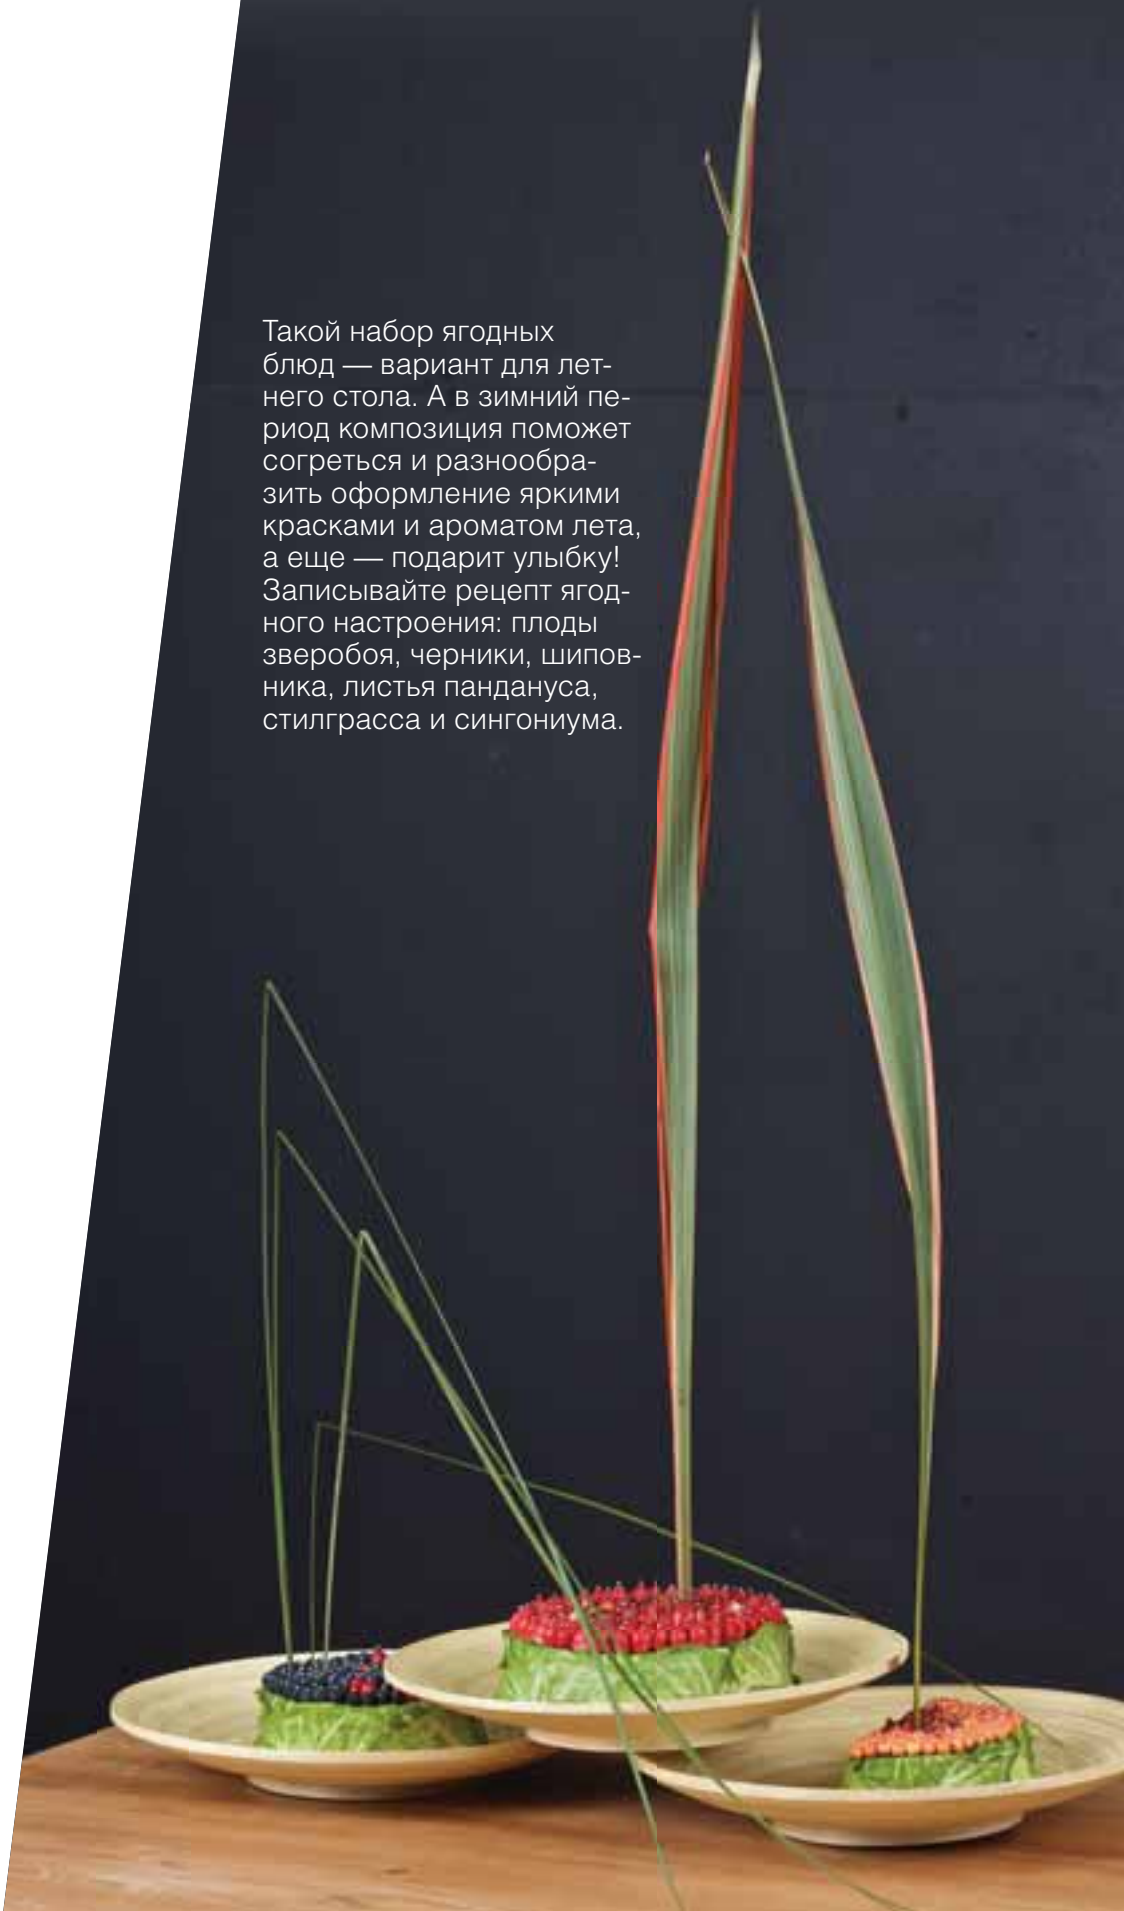 Такой набор ягодных
блюд — вариант для лет-
него стола. А в зимний пе-
риод композиция поможет
согреться и разнообра-
зить оформление яркими
красками и ароматом лета,
а еще — подарит улыбку!
Записывайте рецепт ягод-
ного настроения: плоды
зверобоя, черники, шипов-
ника, листья пандануса,
стилграсса и сингониума.